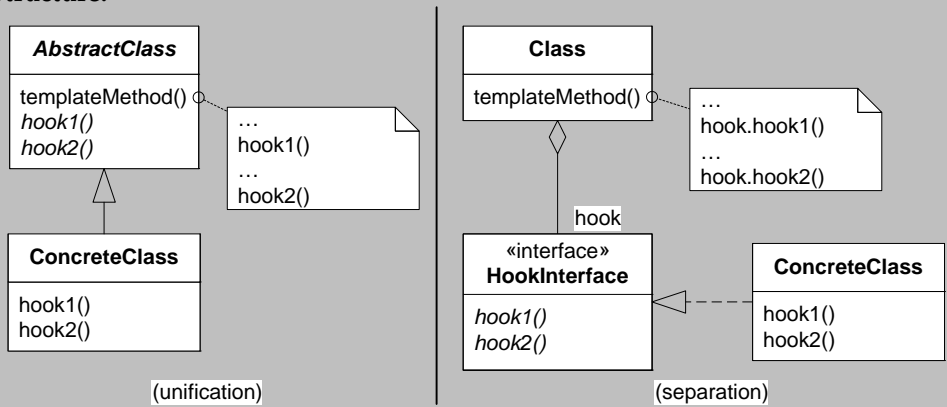 AbstractClass
templateMethod()
hook1()
hook2()
…
hook1()
…
hook2()
ConcreteClass
hook1()
hook2()
(unification)
Class
templateMethod()
…
hook.hook1()
…
hook.hook2()
hook
«interface»
HookInterface
hook1()
hook2()
ConcreteClass
hook1()
hook2()
(separation)